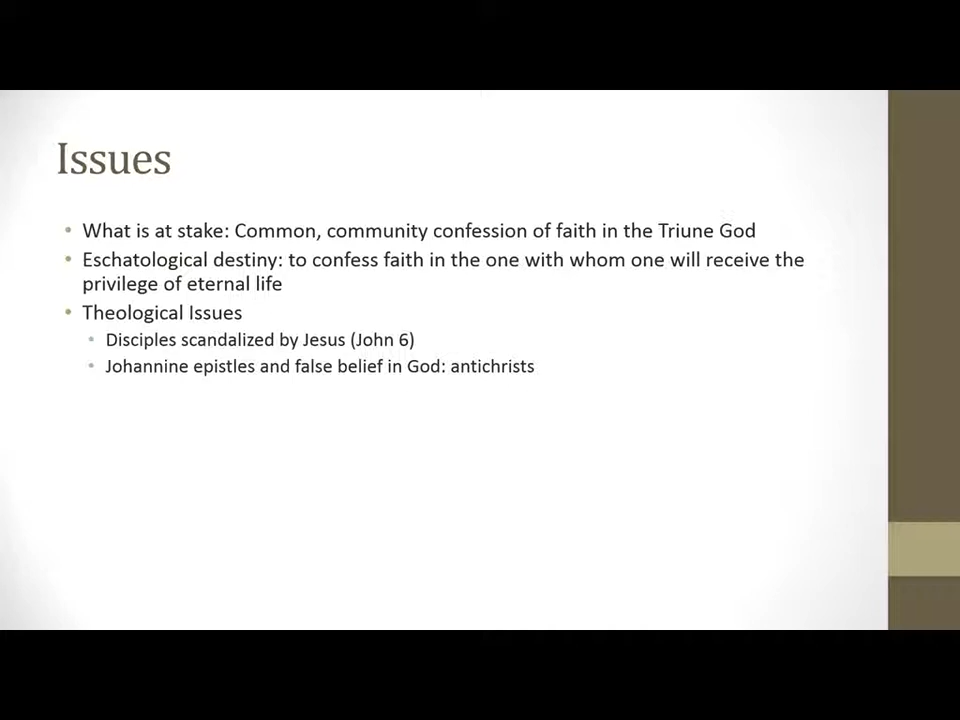 Issues
• What is at stake: Common, community confession of faith in the Triune God
• Eschatological destiny: to confess faith in the one with whom one will receive the
privilege of eternal life
• Theological Issues
• Disciples scandalized by Jesus (John 6)
• Johannine epistles and false belief in God: antichrists